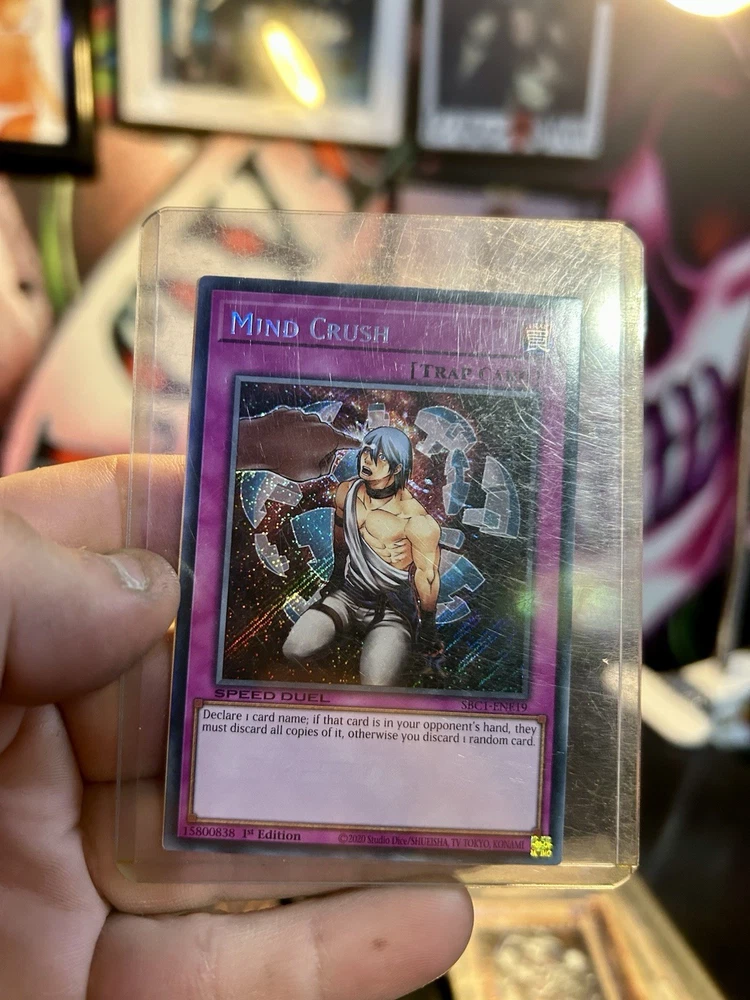 MIND CRUSH
罠
[TRAP CARD]
SPEED DUEL
SBC1-ENE19
Declare 1 card name; if that card is in your opponent's hand, they
must discard all copies of it, otherwise you discard 1 random card.
15800838 1st Edition
©2020 Studio Dice/SHUEISHA, TV TOKYO, KONAMI